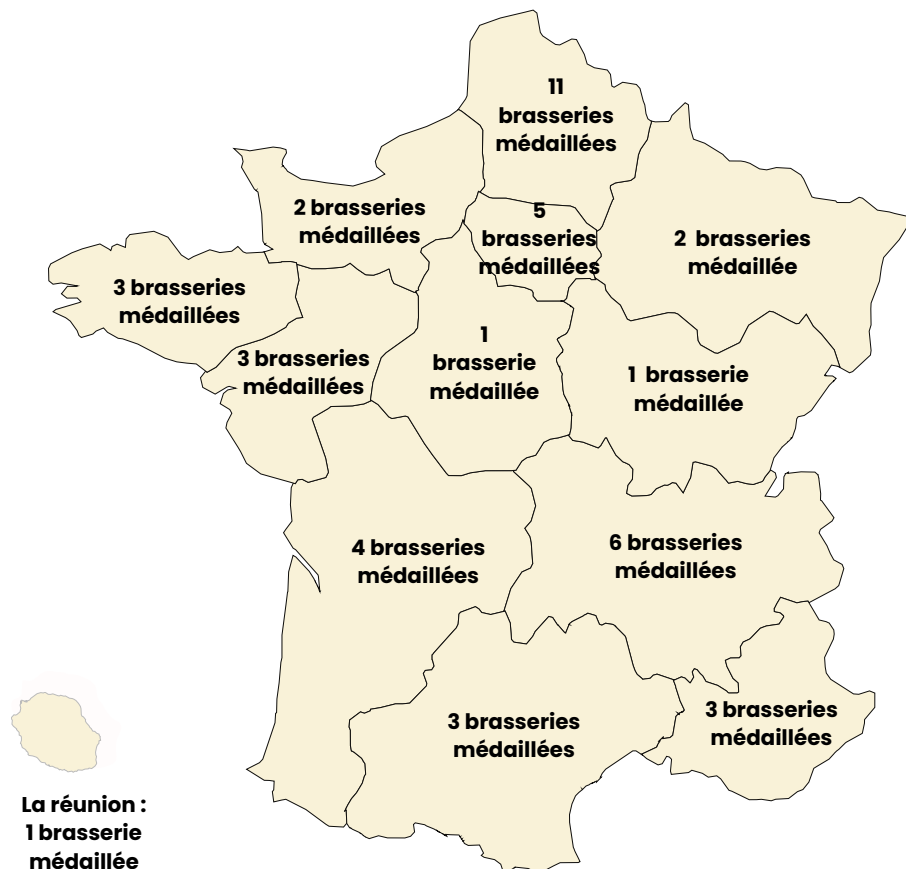 11
brasseries
médaillées
2 brasseries
médaillées
5
brasseries
médaillées
2 brasseries
médaillée
3 brasseries
médaillées
3 brasseries
médaillées
1
brasserie
médaillée
1 brasserie
médaillée
4 brasseries
médaillées
6 brasseries
médaillées
3 brasseries
médaillées
3 brasseries
médaillées
La réunion :
1 brasserie
médaillée